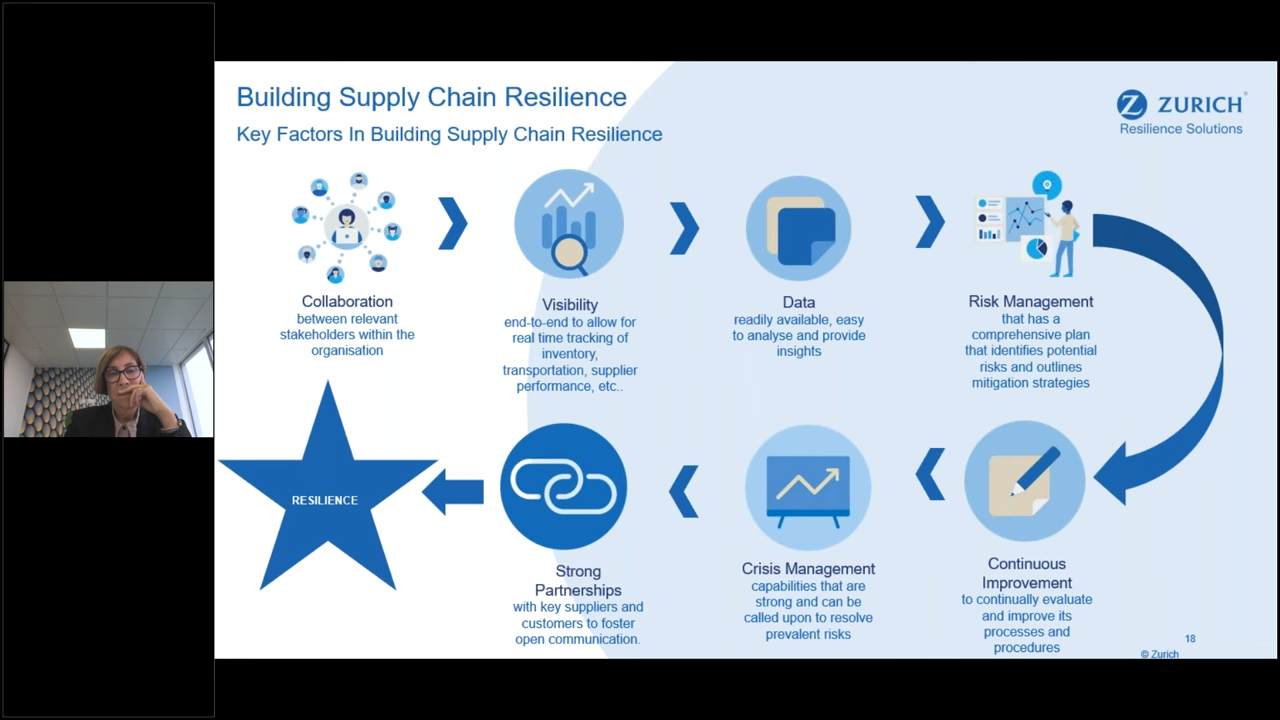 Building Supply Chain Resilience
Key Factors In Building Supply Chain Resilience
ZURICH
Resilience Solutions
Collaboration
between relevant
stakeholders within the
organisation
Visibility
end-to-end to allow for
real time tracking of
inventory,
transportation, supplier
performance, etc..
Data
readily available, easy
to analyse and provide
insights
Risk Management
that has a
comprehensive plan
that identifies potential
risks and outlines
mitigation strategies
Continuous
Improvement
to continually evaluate
and improve its
processes and
procedures
Crisis Management
capabilities that are
strong and can be
called upon to resolve
prevalent risks
Strong
Partnerships
with key suppliers and
customers to foster
open communication.
RESILIENCE
18
© Zurich